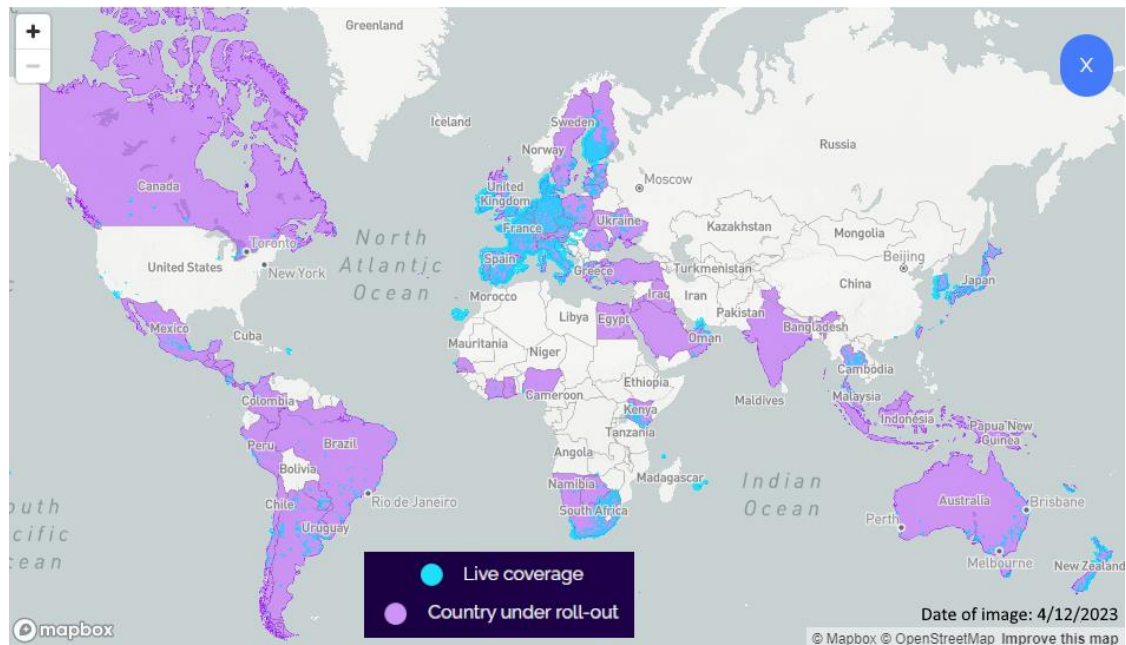 +
−
X
Greenland
Iceland
Sweden
Norway
Russia
Canada
United
Kingdom
Moscow
France
Ukraine
Kazakhstan
Mongolia
Toronto
North
Atlantic
Ocean
Spain
Beijing
United States
New York
Greece
Turkmenistan
Japan
China
Morocco
Iraq
Iran
Pakistan
Libya
Egypt
Bangladesh
Mexico
Cuba
Mauritania
Oman
Niger
Cambodia
Ethiopia
Colombia
Cameroon
Maldives
Malaysia
Kenya
Indonesia
Papua New
Guinea
Tanzania
Peru
Brazil
Angola
Bolivia
Madagascar
Indian
Ocean
Namibia
Rio de Janeiro
Chile
South Africa
Australia
Brisbane
outh
cific
cean
Uruguay
Perth
Melbourne
New Zealand
Live coverage
Country under roll-out
Date of image: 4/12/2023
mapbox
© Mapbox © OpenStreetMap Improve this map